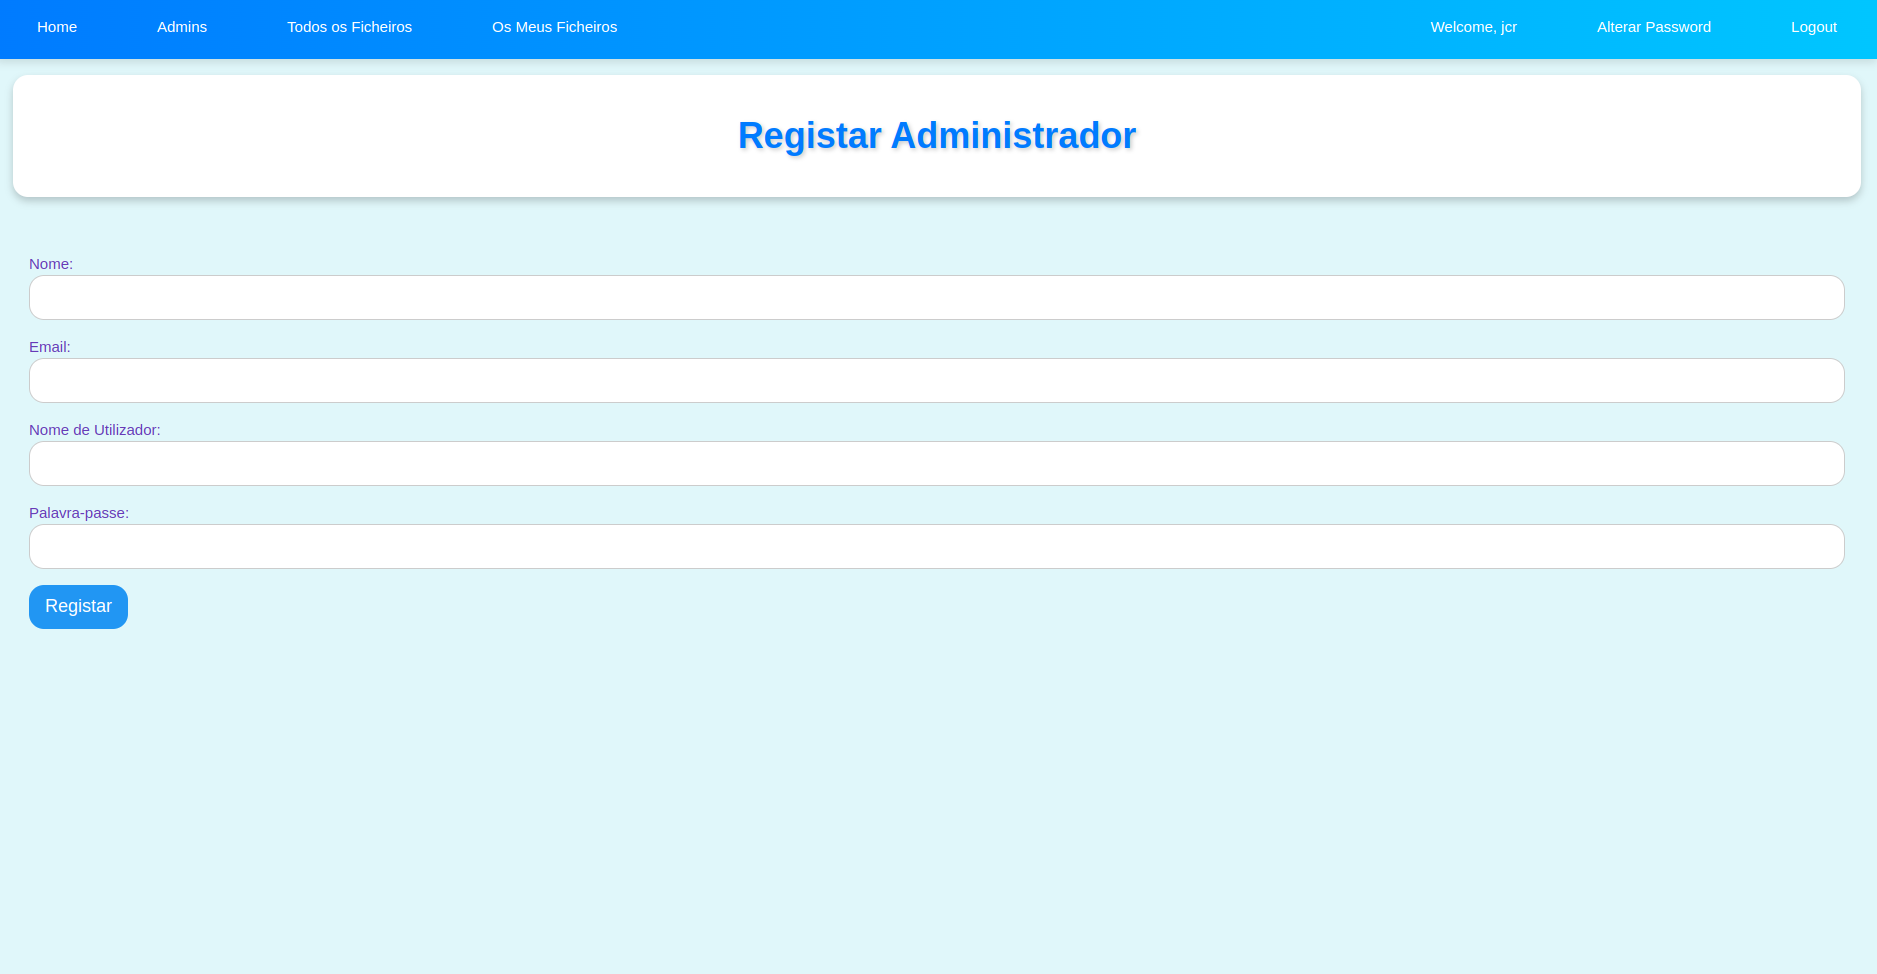 Home Admins Todos os Ficheiros Os Meus Ficheiros Welcome, jcr Alterar Password Logout
Registar Administrador
Nome:
Email:
Nome de Utilizador:
Palavra-passe:
Registar